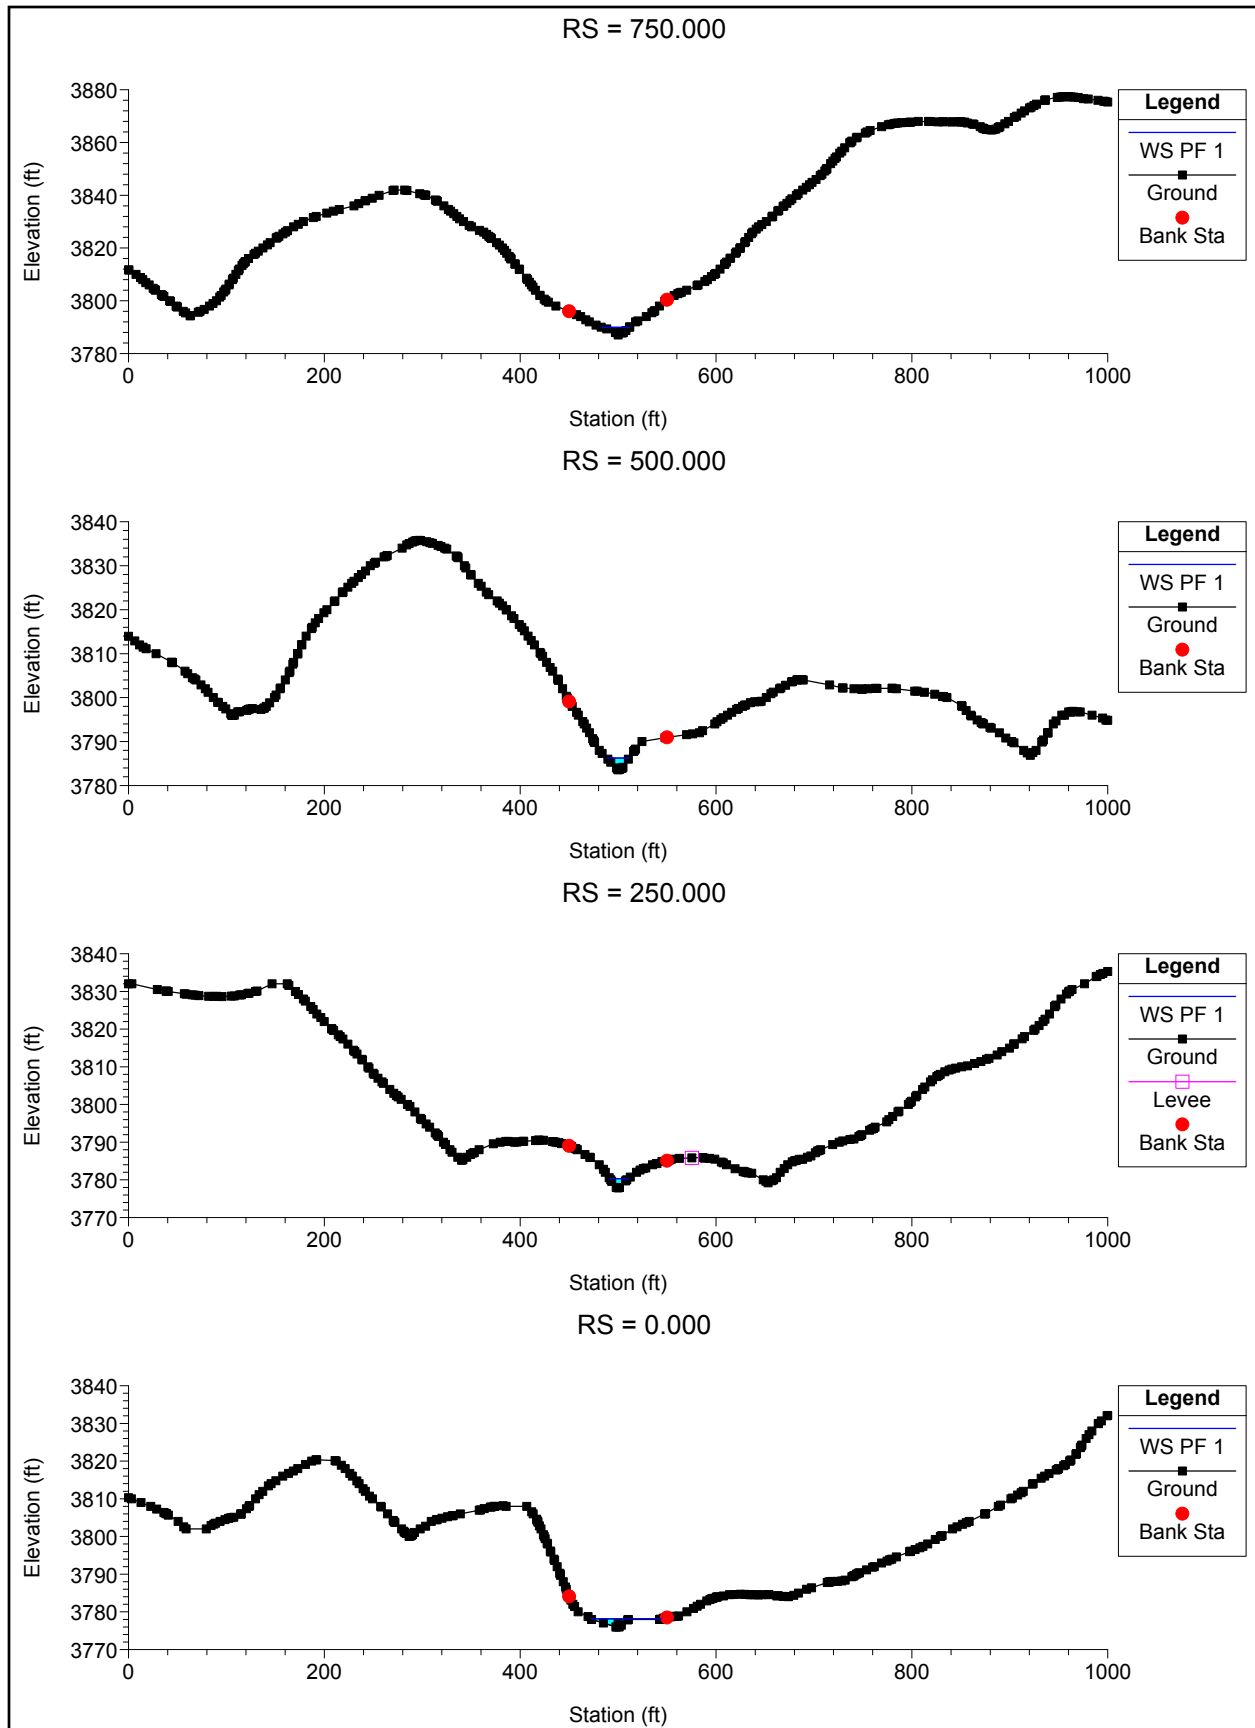 RS = 750.000
3880
3860
3840
3820
3800
3780
Elevation (ft)
0 200 400 600 800 1000
Station (ft)
Legend
WS PF 1
Ground
Bank Sta
RS = 500.000
3840
3830
3820
3810
3800
3790
3780
Elevation (ft)
0 200 400 600 800 1000
Station (ft)
Legend
WS PF 1
Ground
Bank Sta
RS = 250.000
3840
3830
3820
3810
3800
3790
3780
3770
Elevation (ft)
0 200 400 600 800 1000
Station (ft)
Legend
WS PF 1
Ground
Levee
Bank Sta
RS = 0.000
3840
3830
3820
3810
3800
3790
3780
3770
Elevation (ft)
0 200 400 600 800 1000
Station (ft)
Legend
WS PF 1
Ground
Bank Sta